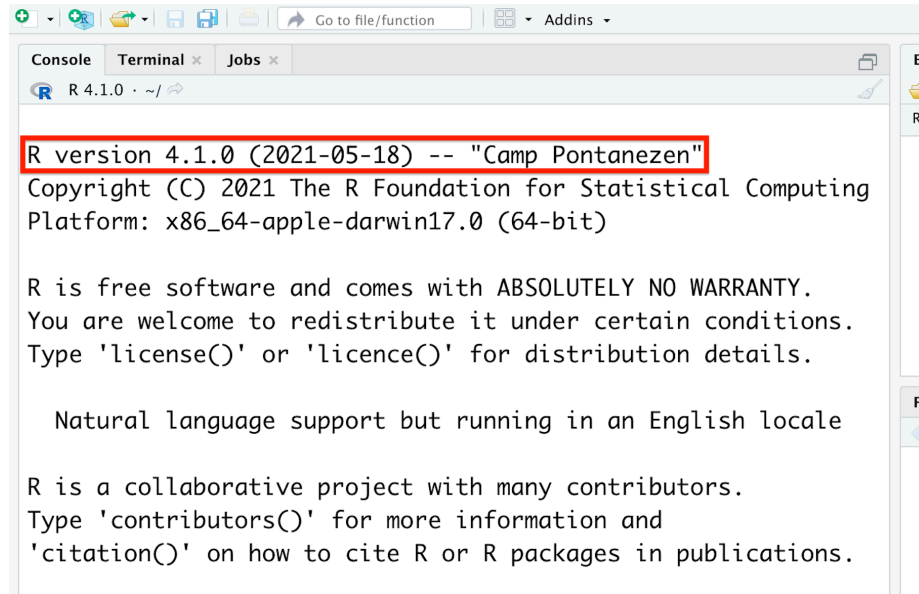 Go to file/function Addins
Console Terminal Jobs
R R 4.1.0 · ~/
R version 4.1.0 (2021-05-18) -- "Camp Pontanezen"
Copyright (C) 2021 The R Foundation for Statistical Computing
Platform: x86_64-apple-darwin17.0 (64-bit)
R is free software and comes with ABSOLUTELY NO WARRANTY.
You are welcome to redistribute it under certain conditions.
Type 'license()' or 'licence()' for distribution details.
Natural language support but running in an English locale
R is a collaborative project with many contributors.
Type 'contributors()' for more information and
'citation()' on how to cite R or R packages in publications.